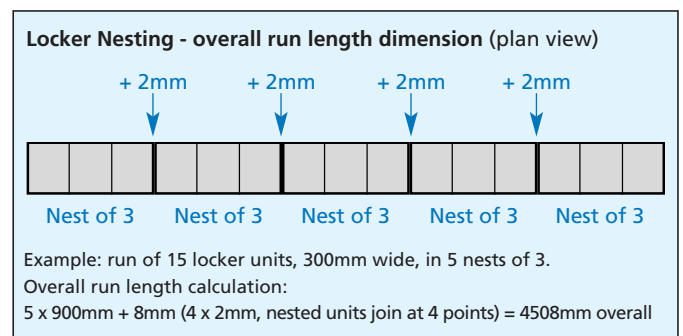 Locker Nesting - overall run length dimension (plan view)
+ 2mm + 2mm + 2mm + 2mm
Nest of 3 Nest of 3 Nest of 3 Nest of 3 Nest of 3
Example: run of 15 locker units, 300mm wide, in 5 nests of 3.
Overall run length calculation:
5 x 900mm + 8mm (4 x 2mm, nested units join at 4 points) = 4508mm overall